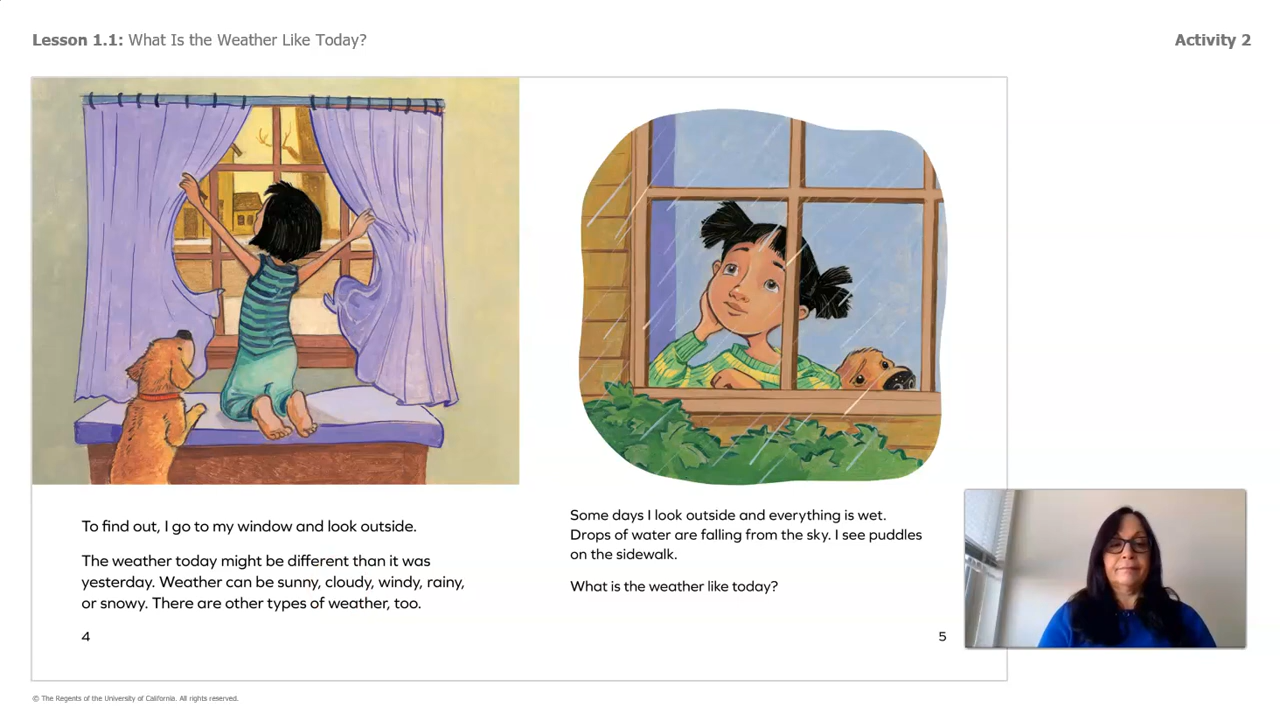 Lesson 1.1: What Is the Weather Like Today?
Activity 2
To find out, I go to my window and look outside.
The weather today might be different than it was
yesterday. Weather can be sunny, cloudy, windy, rainy,
or snowy. There are other types of weather, too.
4
Some days I look outside and everything is wet.
Drops of water are falling from the sky. I see puddles
on the sidewalk.
What is the weather like today?
5
© The Regents of the University of California. All rights reserved.